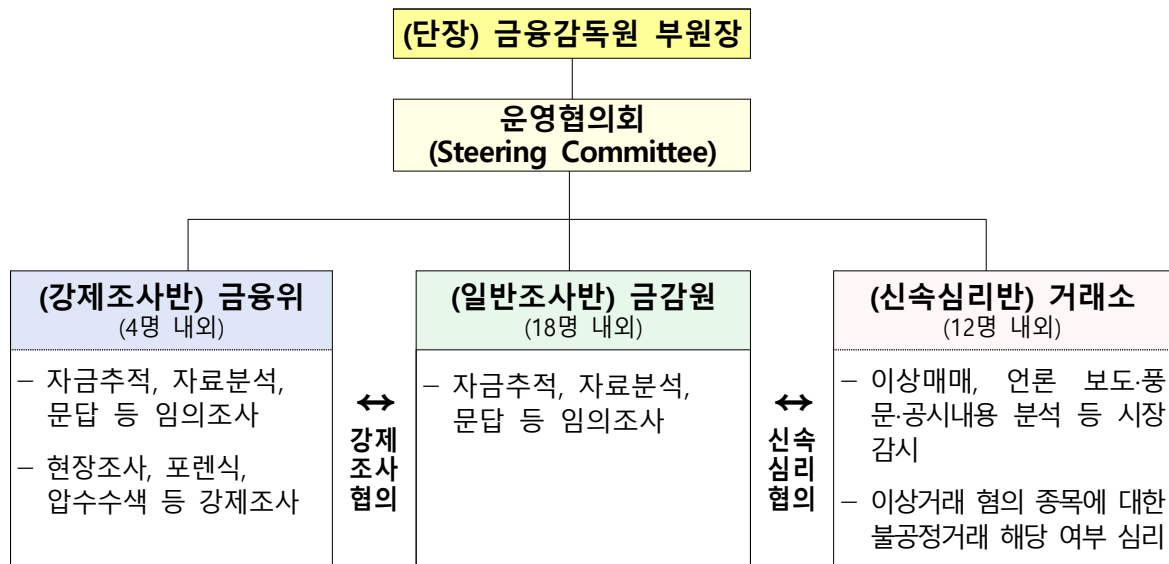 (단장) 금융감독원 부원장
운영협의회
(Steering Committee)
(강제조사반) 금융위
(4명 내외)
– 자금추적, 자료분석,
문답 등 임의조사
– 현장조사, 포렌식,
압수수색 등 강제조사
↔
강제
조사
협의
(일반조사반) 금감원
(18명 내외)
– 자금추적, 자료분석,
문답 등 임의조사
↔
신속
심리
협의
(신속심리반) 거래소
(12명 내외)
– 이상매매, 언론 보도·풍
문·공시내용 분석 등 시장
감시
– 이상거래 혐의 종목에 대한
불공정거래 해당 여부 심리